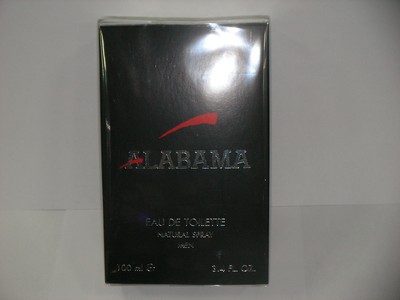 ALABAMA
EAU DE TOILETTE
NATURAL SPRAY
MEN
100 ml e 3.4 FL. OZ.